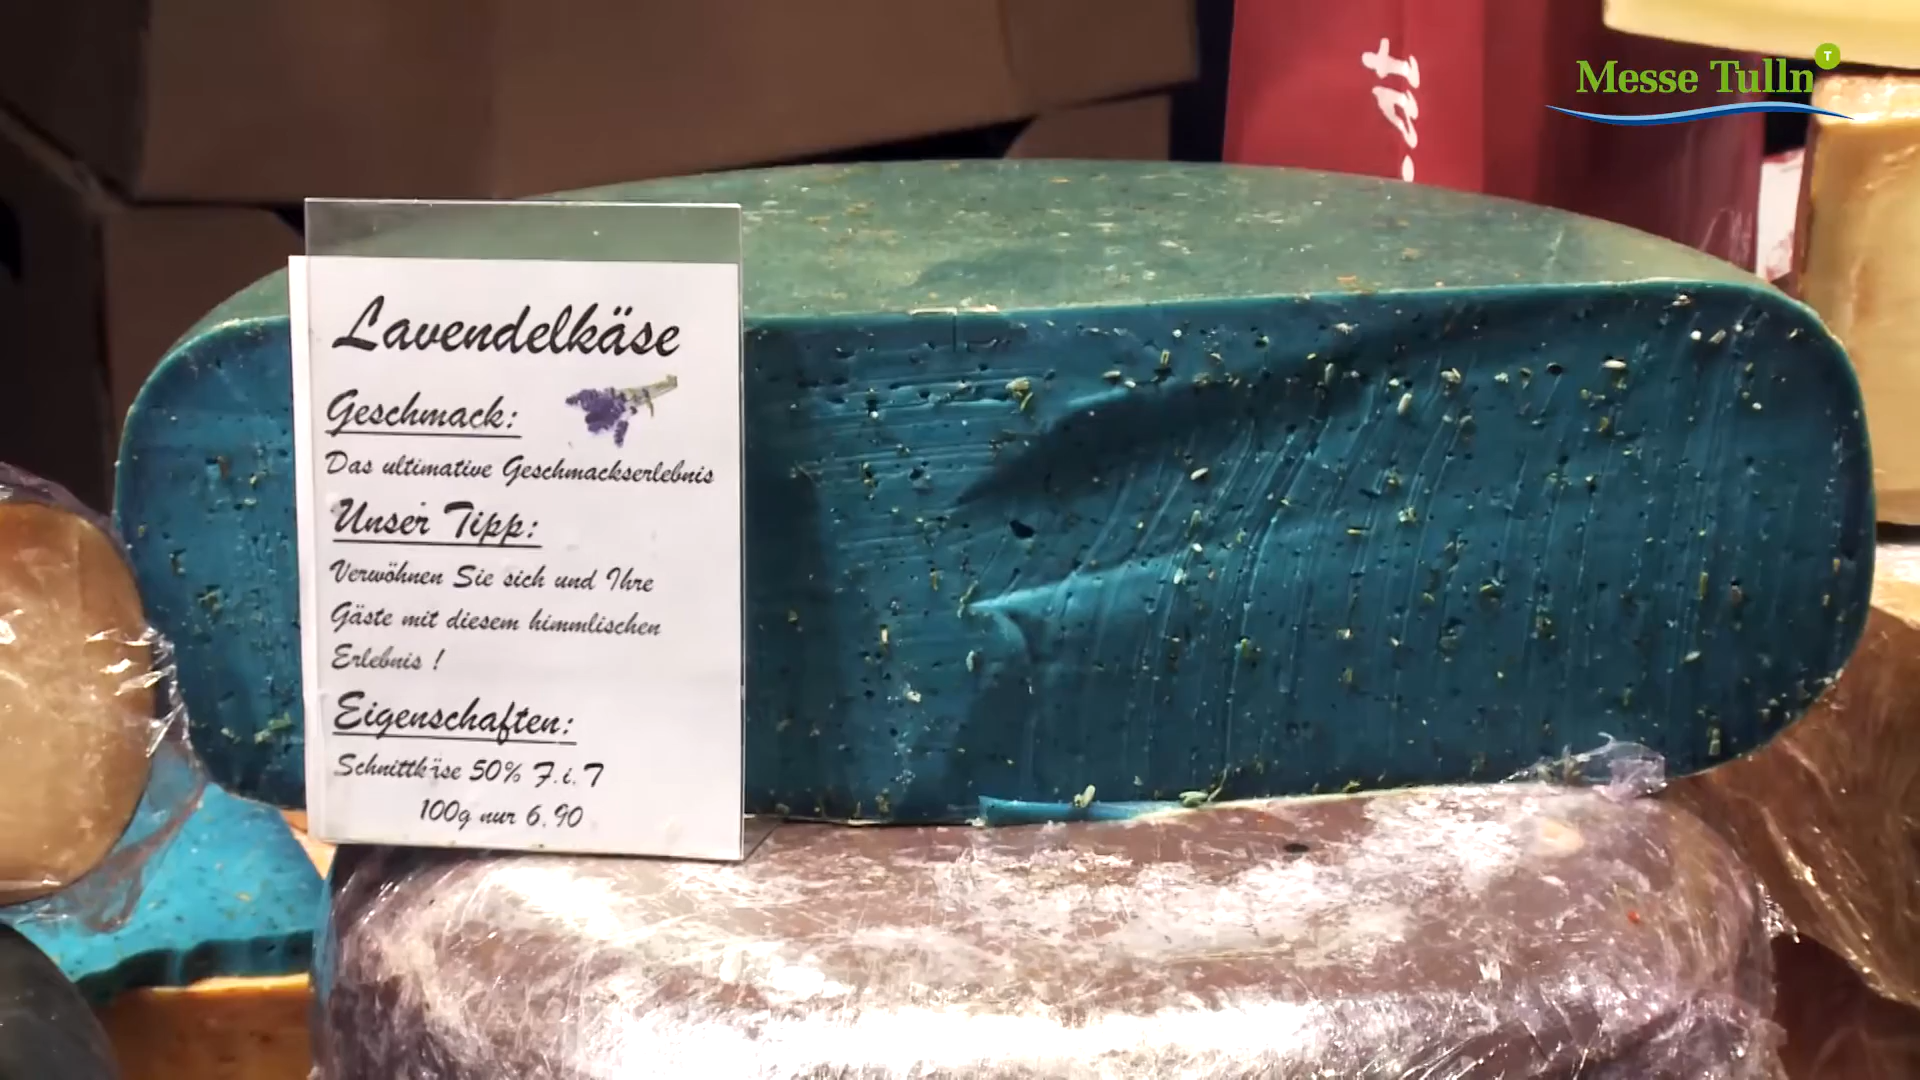 Messe Tulln
T
.at
Lavendelkäse
Geschmack:
Das ultimative Geschmackserlebnis
Unser Tipp:
Verwöhnen Sie sich und Ihre
Gäste mit diesem himmlischen
Erlebnis !
Eigenschaften:
Schnittkäse 50% F.i.T
100g nur 6.90